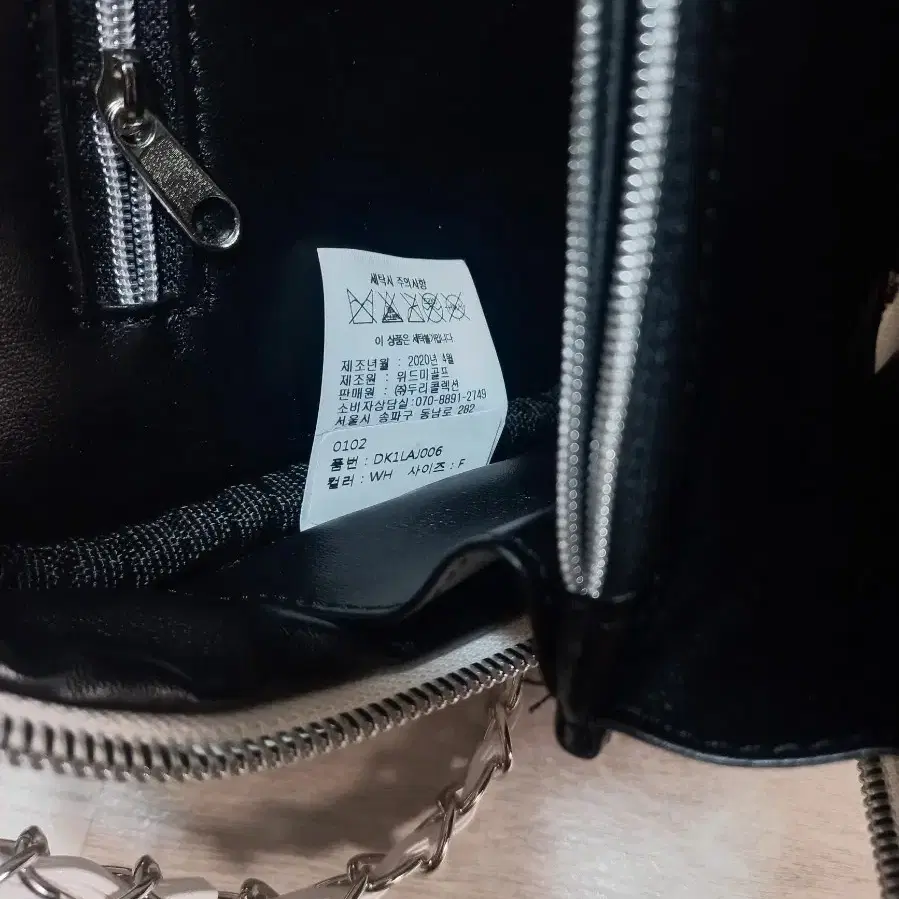 세탁시 주의사항
이 상품은 세탁불가입니다
제조년월 : 2020년 4월
제조원 : 위드미골프
판매원 : ㈜두리콜렉션
소비자상담실:070-8891-2749
서울시 송파구 동남로 282
0102
품번 : DK1LAJ006
컬러 : WH 사이즈 : F